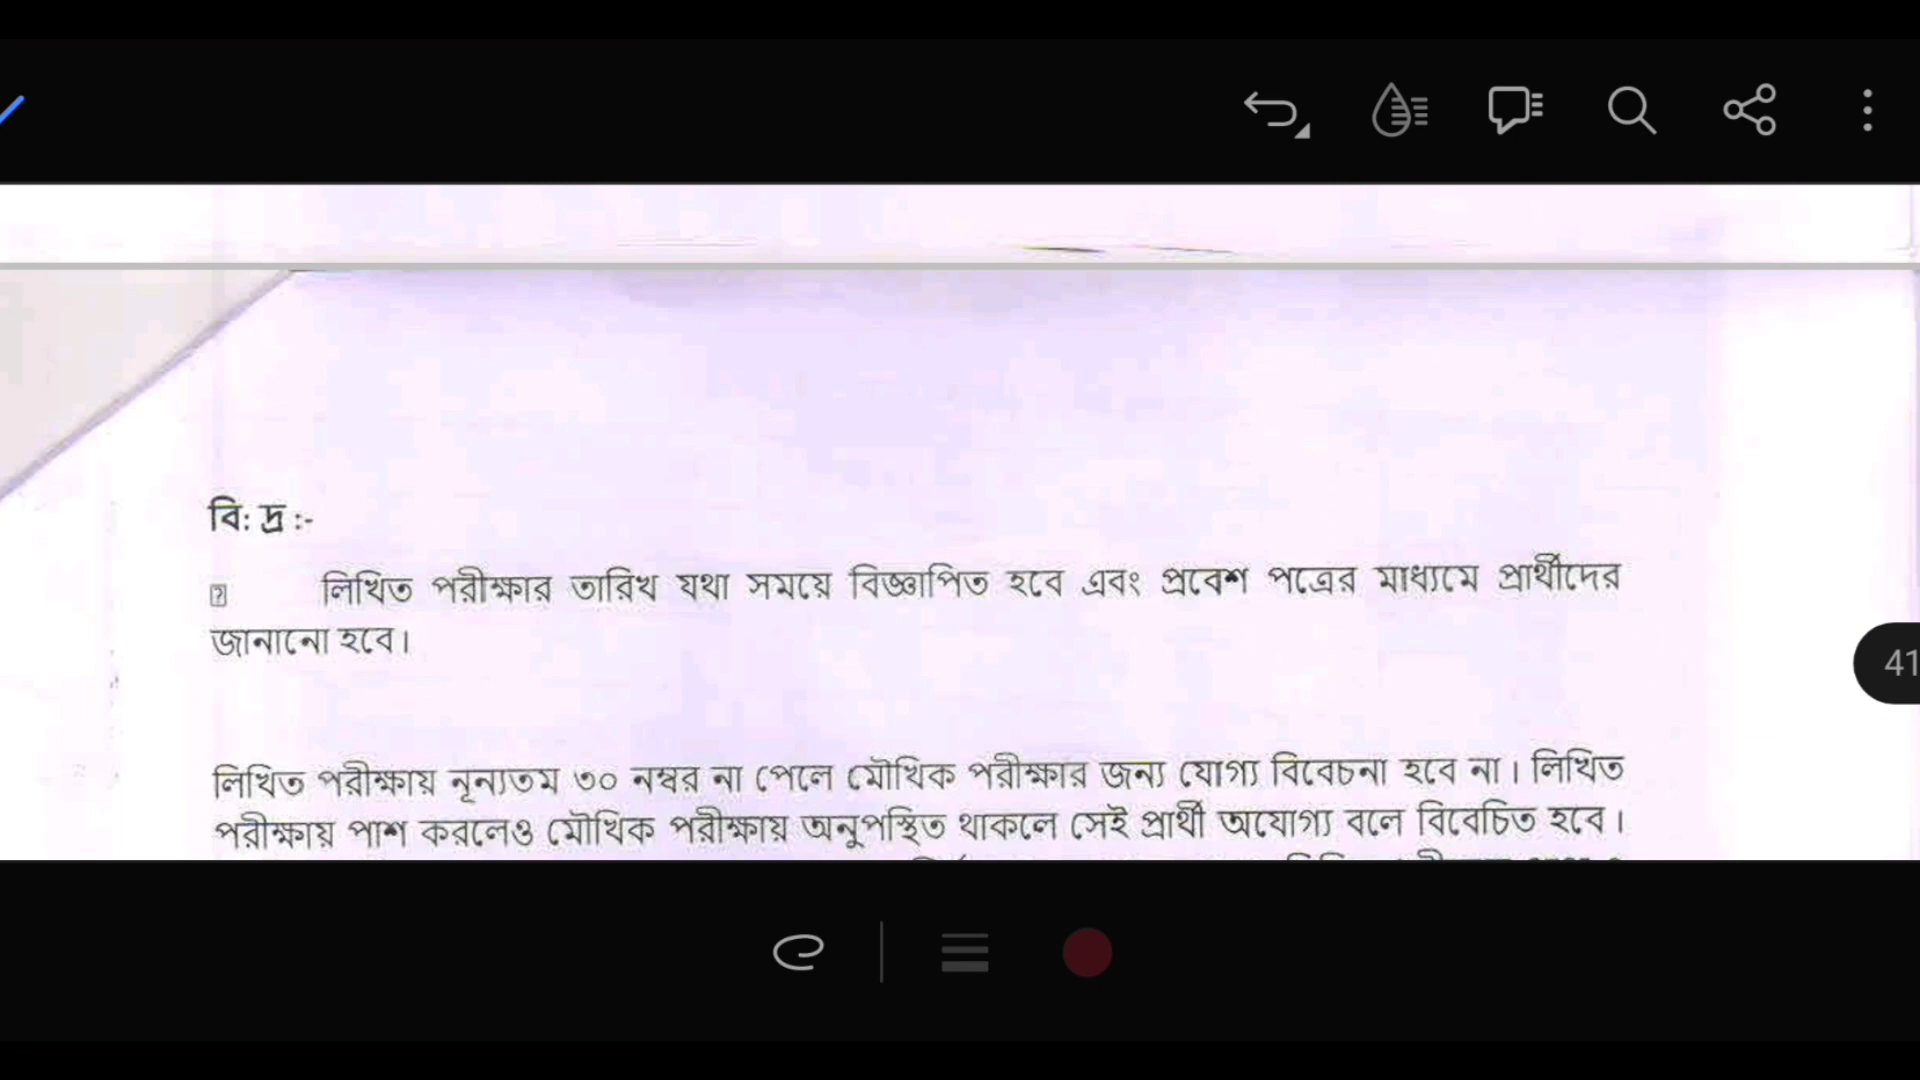 বি: দ্র :-
লিখিত পরীক্ষার তারিখ যথা সময়ে বিজ্ঞাপিত হবে এবং প্রবেশ পত্রের মাধ্যমে প্রার্থীদের
জানানো হবে।
41
লিখিত পরীক্ষায় নূন্যতম ৩০ নম্বর না পেলে মৌখিক পরীক্ষার জন্য যোগ্য বিবেচনা হবে না। লিখিত
পরীক্ষায় পাশ করলেও মৌখিক পরীক্ষায় অনুপস্থিত থাকলে সেই প্রার্থী অযোগ্য বলে বিবেচিত হবে।